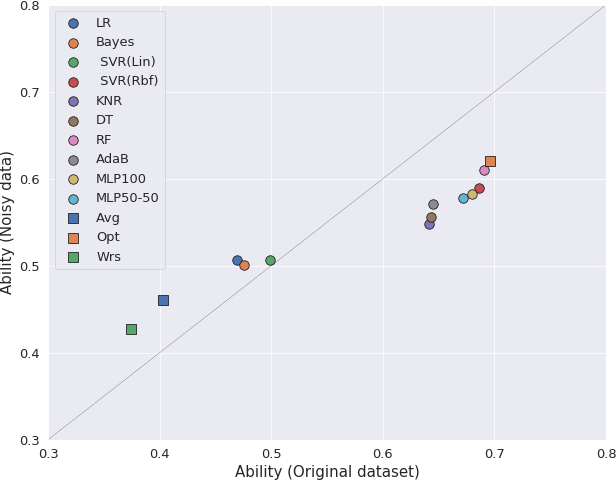 0.8
0.7
0.6
0.5
0.4
0.3
Ability (Noisy data)
LR
Bayes
SVR(Lin)
SVR(Rbf)
KNR
DT
RF
AdaB
MLP100
MLP50-50
Avg
Opt
Wrs
0.3 0.4 0.5 0.6 0.7 0.8
Ability (Original dataset)